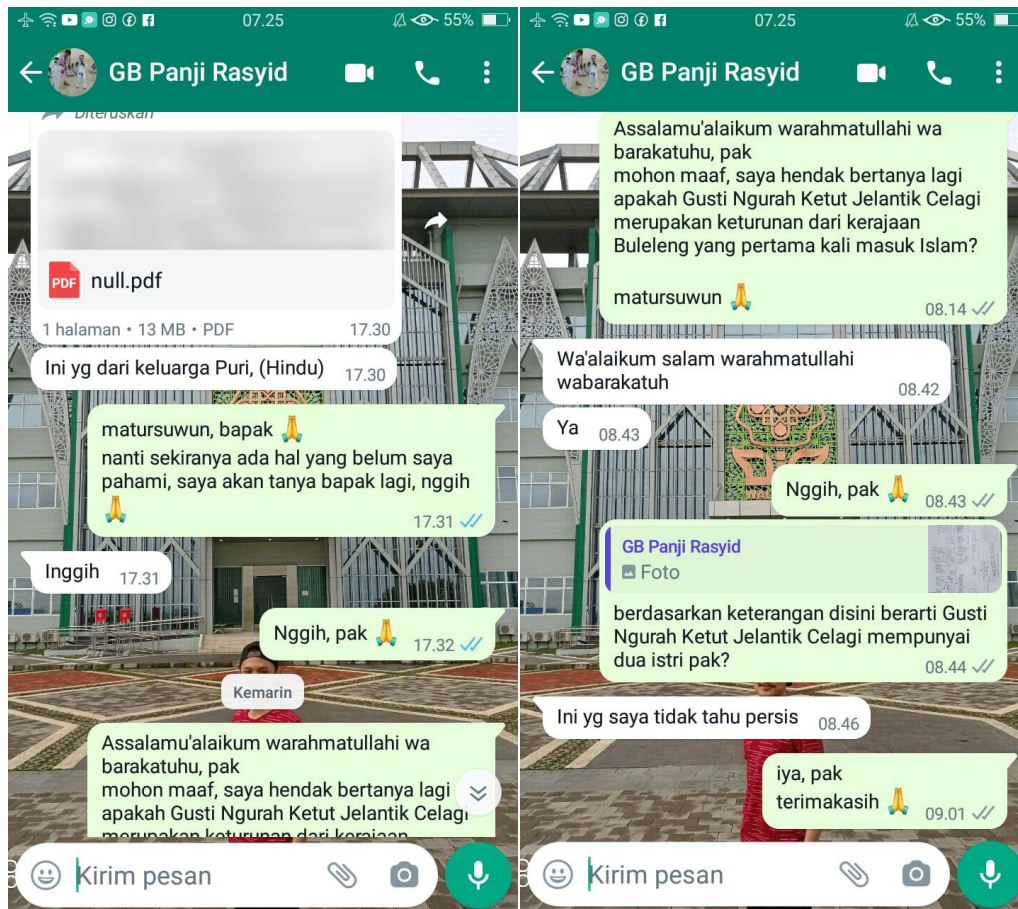 07.25
55%
GB Panji Rasyid
Diteruskan
PDF
null.pdf
1 halaman • 13 MB • PDF
17.30
Ini yg dari keluarga Puri, (Hindu)
17.30
matursuwun, bapak 🙏
nanti sekiranya ada hal yang belum saya
pahami, saya akan tanya bapak lagi, nggih
🙏
17.31
Inggih
17.31
Nggih, pak 🙏
17.32
Kemarin
Assalamu'alaikum warahmatullahi wa
barakatuhu, pak
mohon maaf, saya hendak bertanya lagi
apakah Gusti Ngurah Ketut Jelantik Celagi
merupakan keturunan dari kerajaan
Kirim pesan
07.25
55%
GB Panji Rasyid
Assalamu'alaikum warahmatullahi wa
barakatuhu, pak
mohon maaf, saya hendak bertanya lagi
apakah Gusti Ngurah Ketut Jelantik Celagi
merupakan keturunan dari kerajaan
Buleleng yang pertama kali masuk Islam?
matursuwun 🙏
08.14
Wa'alaikum salam warahmatullahi
wabarakatuh
08.42
Ya
08.43
Nggih, pak 🙏
08.43
GB Panji Rasyid
Foto
berdasarkan keterangan disini berarti Gusti
Ngurah Ketut Jelantik Celagi mempunyai
dua istri pak?
08.44
Ini yg saya tidak tahu persis
08.46
iya, pak
terimakasih 🙏
09.01
Kirim pesan